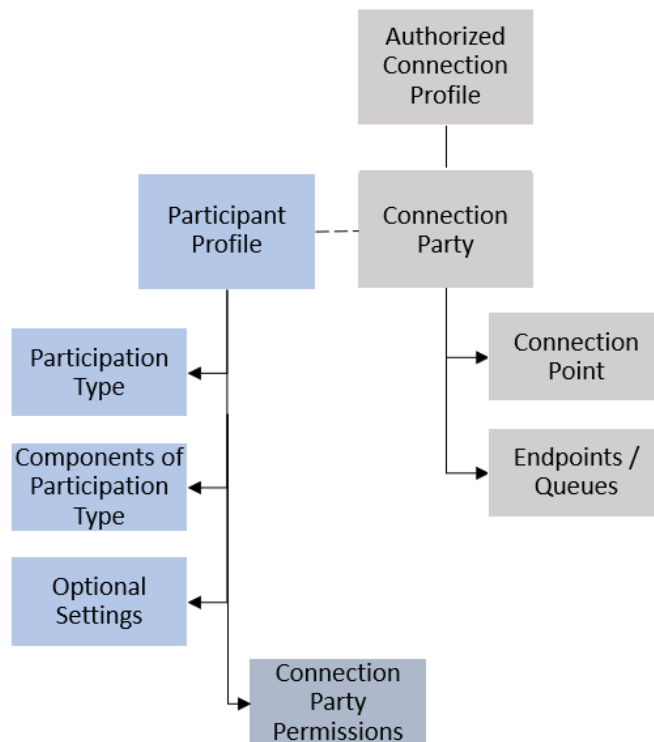 Authorized
Connection
Profile
Participant
Profile
Connection
Party
Participation
Type
Connection
Point
Components of
Participation
Type
Endpoints /
Queues
Optional
Settings
Connection
Party
Permissions